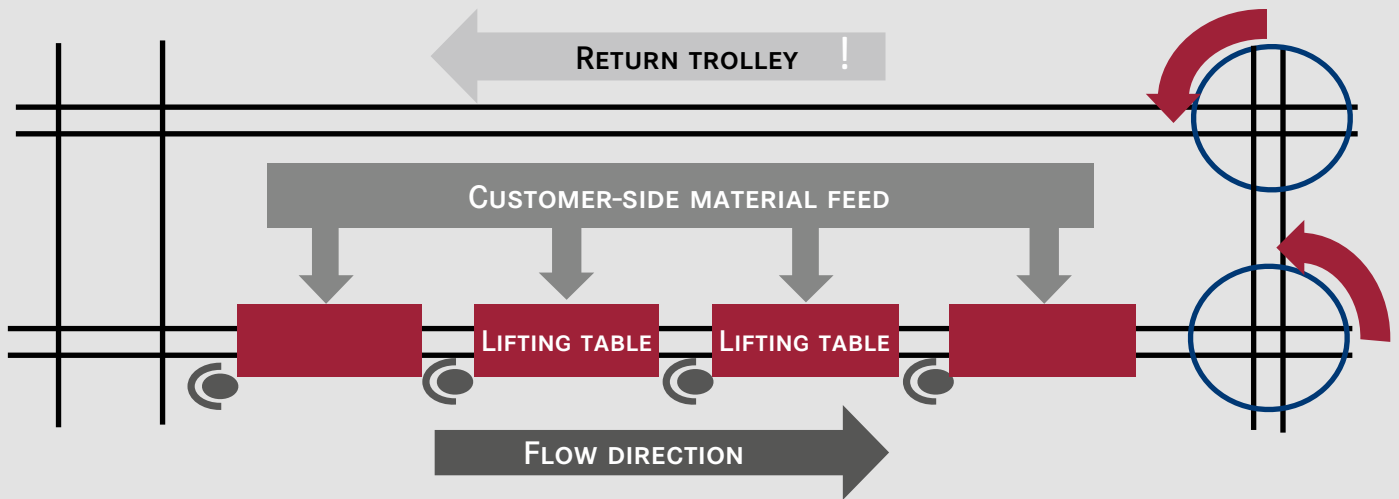 Return trolley !
Customer-side material feed
Lifting table
Lifting table
Flow direction